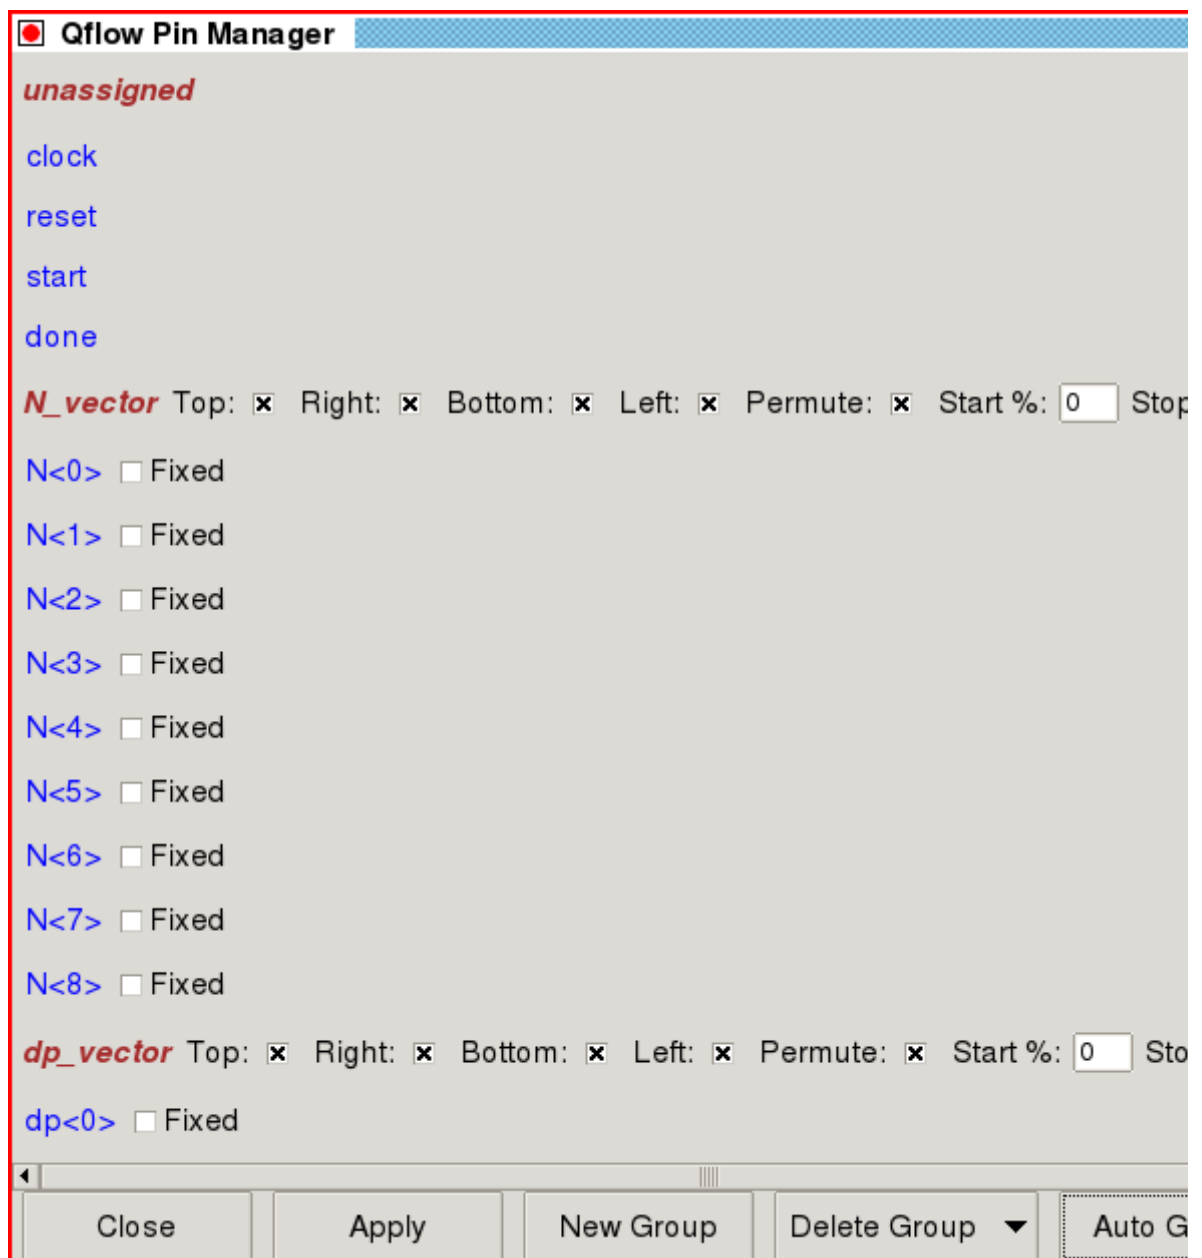 Qflow Pin Manager
unassigned
clock
reset
start
done
N_vector Top: Right: Bottom: Left: Permute: Start %: 0 Stop
N<0> Fixed
N<1> Fixed
N<2> Fixed
N<3> Fixed
N<4> Fixed
N<5> Fixed
N<6> Fixed
N<7> Fixed
N<8> Fixed
dp_vector Top: Right: Bottom: Left: Permute: Start %: 0 Sto
dp<0> Fixed
Close Apply New Group Delete Group Auto G